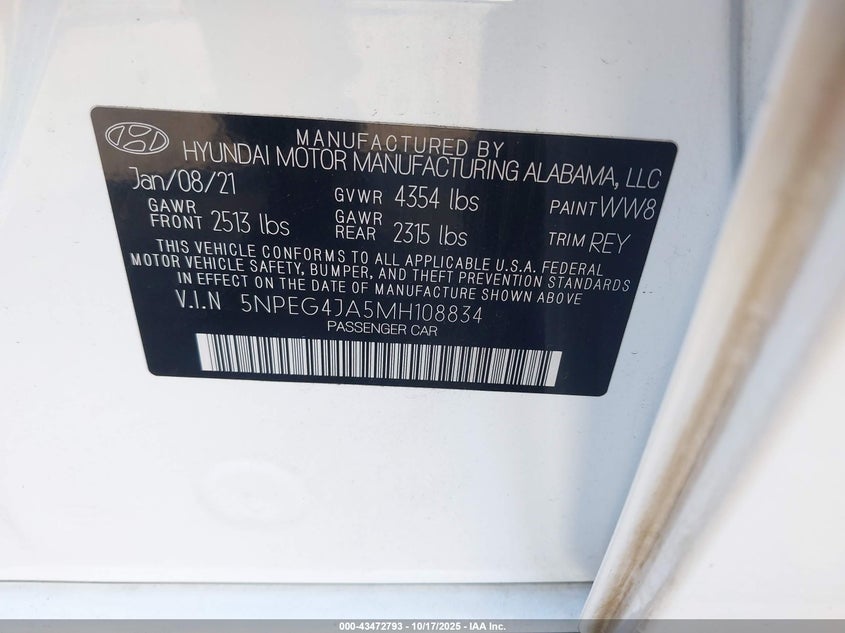 MANUFACTURED BY
HYUNDAI MOTOR MANUFACTURING ALABAMA, LLC
Jan/08/21 GVWR 4354 lbs PAINT WW8
GAWR FRONT 2513 lbs GAWR REAR 2315 lbs TRIM REY
THIS VEHICLE CONFORMS TO ALL APPLICABLE U.S.A. FEDERAL
MOTOR VEHICLE SAFETY, BUMPER, AND THEFT PREVENTION STANDARDS
IN EFFECT ON THE DATE OF MANUFACTURE SHOWN ABOVE
V.I.N 5NPEG4JA5MH108834
PASSENGER CAR
000-43472793 - 10/17/2025 - IAA Inc.